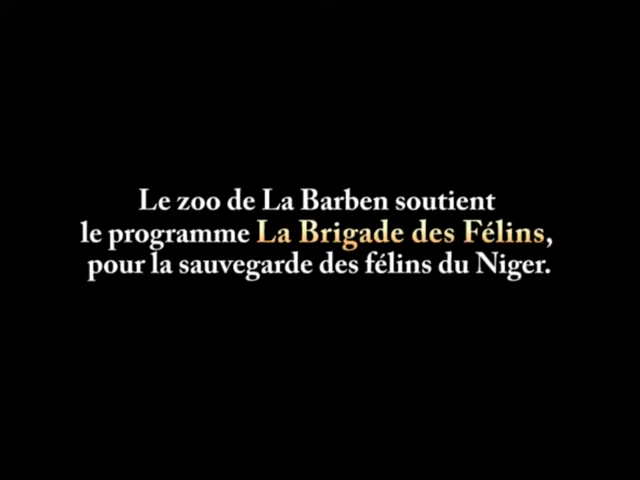 Le zoo de La Barben soutient
le programme La Brigade des Félins,
pour la sauvegarde des félins du Niger.